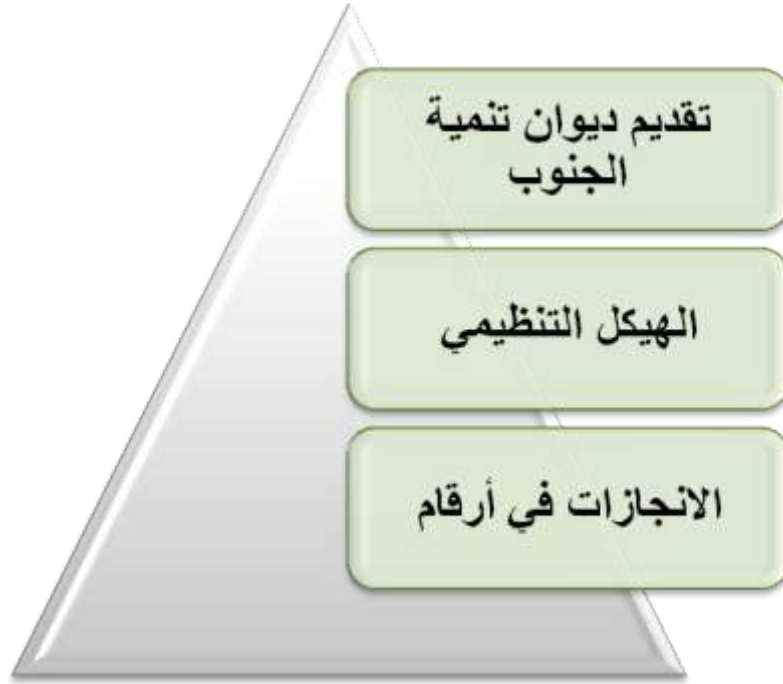 تقديم ديوان تنمية
الجنوب
الهيكل التنظيمي
الانجازات في أرقام